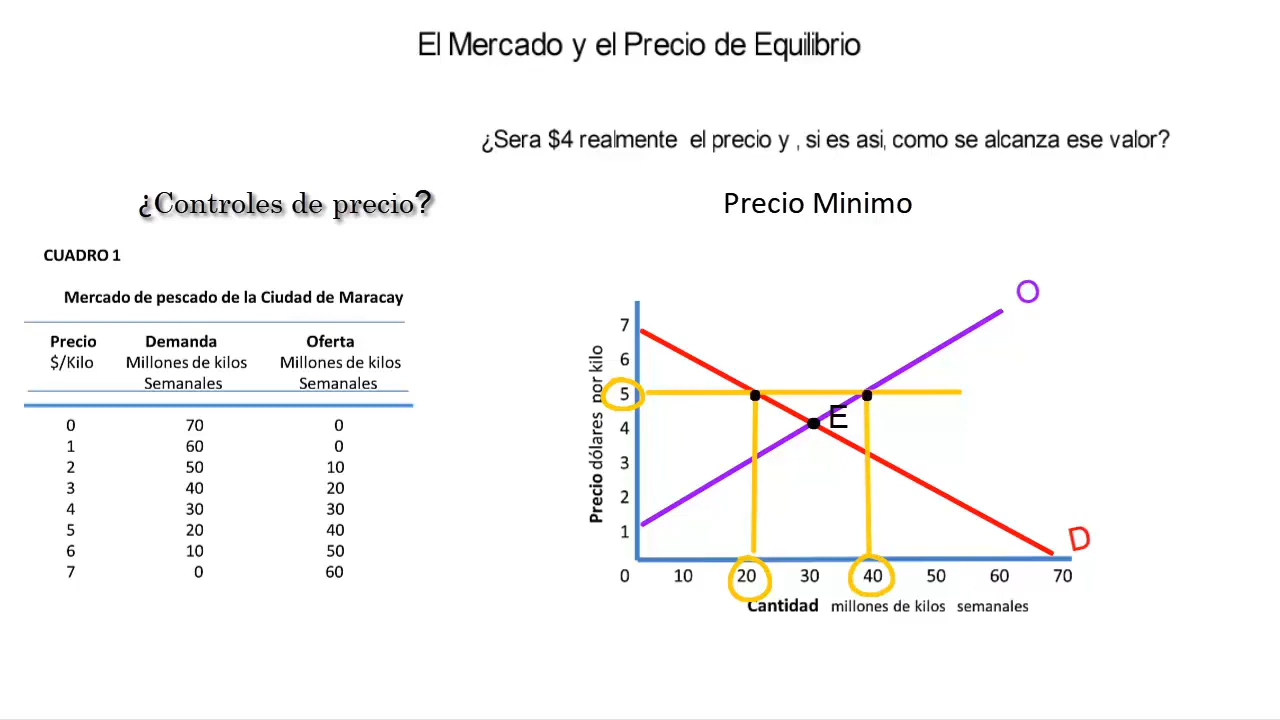 El Mercado y el Precio de Equilibrio
¿Sera $4 realmente el precio y , si es asi, como se alcanza ese valor?
¿Controles de precio?
Precio Minimo
CUADRO 1
Mercado de pescado de la Ciudad de Maracay
Precio Demanda Oferta
$/Kilo Millones de kilos Millones de kilos
Semanales Semanales
0 70 0
1 60 0
2 50 10
3 40 20
4 30 30
5 20 40
6 10 50
7 0 60
O
7
6
5
4
3
2
1
Precio dólares por kilo
E
D
0 10 20 30 40 50 60 70
Cantidad millones de kilos semanales